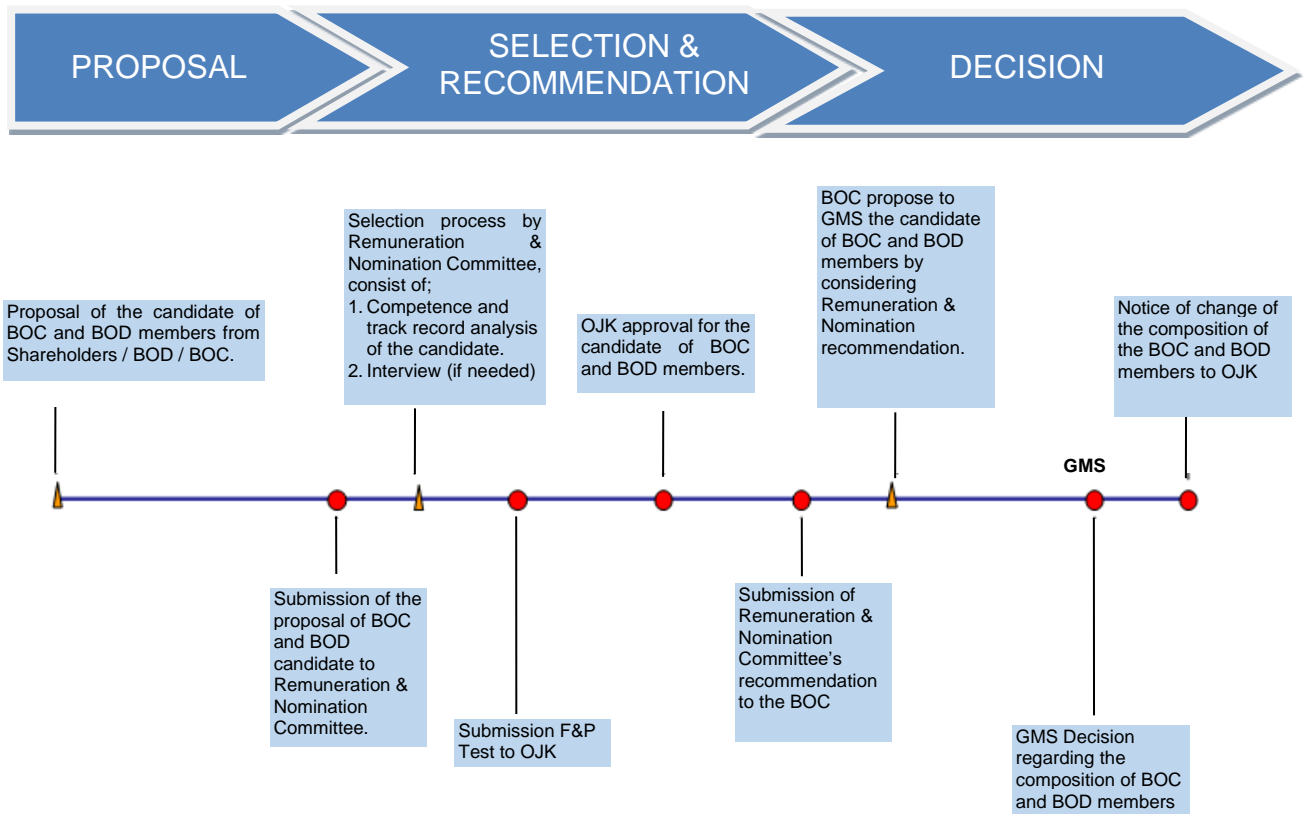 PROPOSAL
SELECTION &
RECOMMENDATION
DECISION
Proposal of the candidate of
BOC and BOD members from
Shareholders / BOD / BOC.
Submission of the
proposal of BOC
and BOD
candidate to
Remuneration &
Nomination
Committee.
Selection process by
Remuneration &
Nomination Committee,
consist of;
1. Competence and
track record analysis
of the candidate.
2. Interview (if needed)
Submission F&P
Test to OJK
OJK approval for the
candidate of BOC
and BOD members.
Submission of
Remuneration &
Nomination
Committee’s
recommendation
to the BOC
BOC propose to
GMS the candidate
of BOC and BOD
members by
considering
Remuneration &
Nomination
recommendation.
GMS
GMS Decision
regarding the
composition of BOC
and BOD members
Notice of change of
the composition of
the BOC and BOD
members to OJK